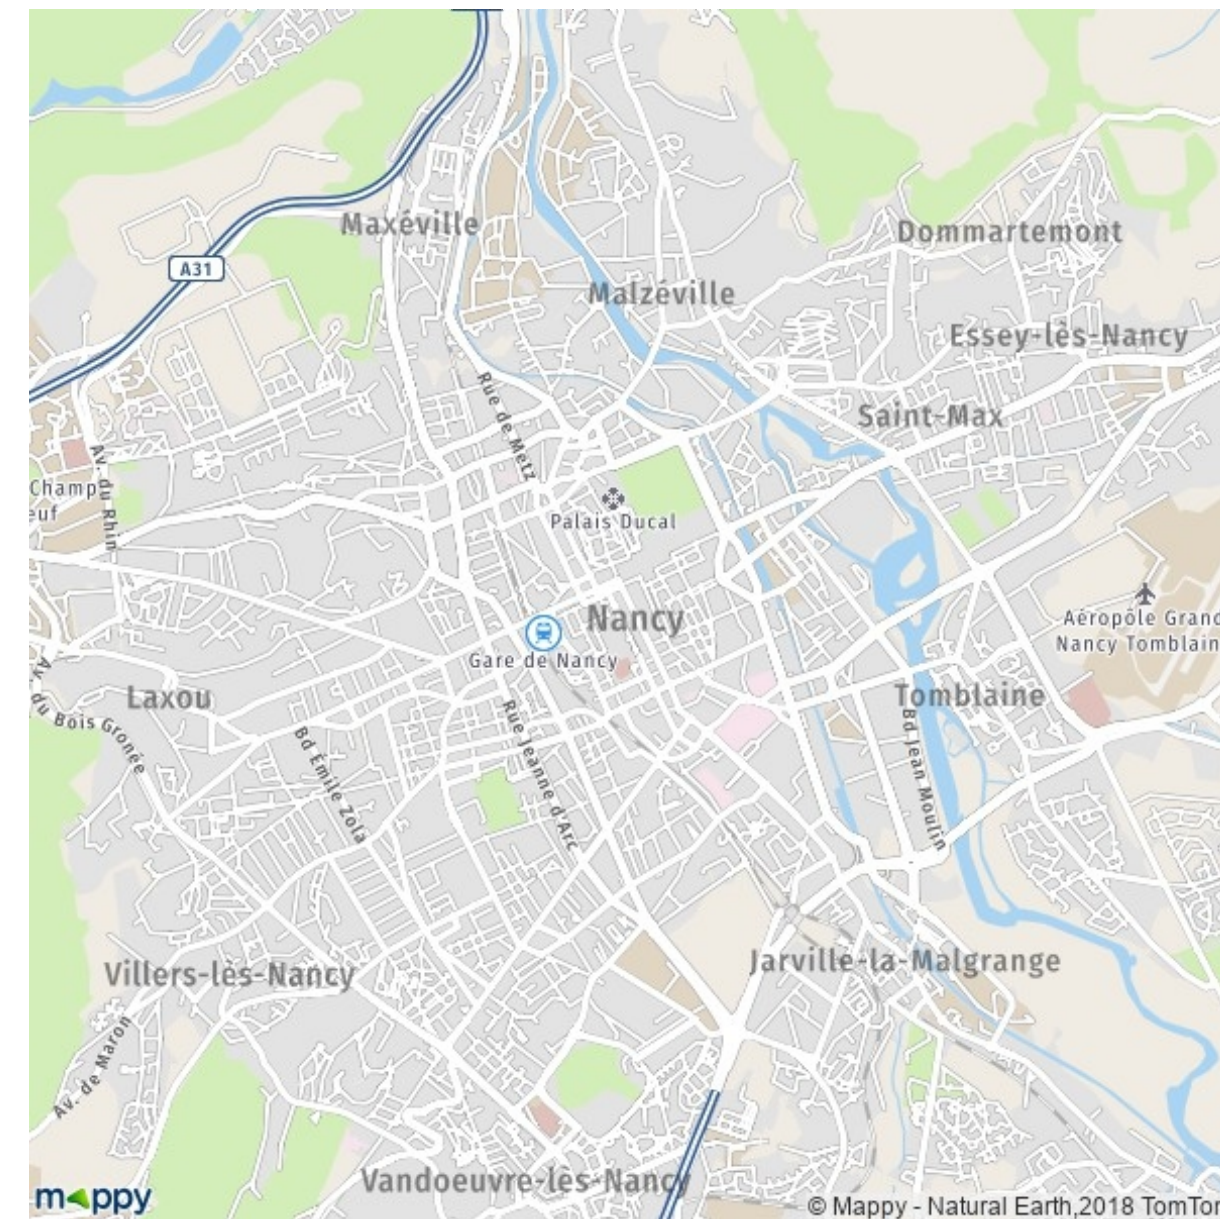 Maxéville
Dommartemont
A31
Malzéville
Essey-lès-Nancy
Rue de Metz
Saint-Max
Av. du Rhin
Champ
euf
Palais Ducal
Nancy
Aéropôle Grand
Nancy Tomblain
Gare de Nancy
Laxou
Tomblaine
Av. du Bois Gronée
Bd Émile Zola
Rue Jeanne d'Arc
Bd Jean Moulin
Villers-lès-Nancy
Jarville-la-Malgrange
Av. de Maron
Vandoeuvre-lès-Nancy
mappy
© Mappy - Natural Earth,2018 TomTom